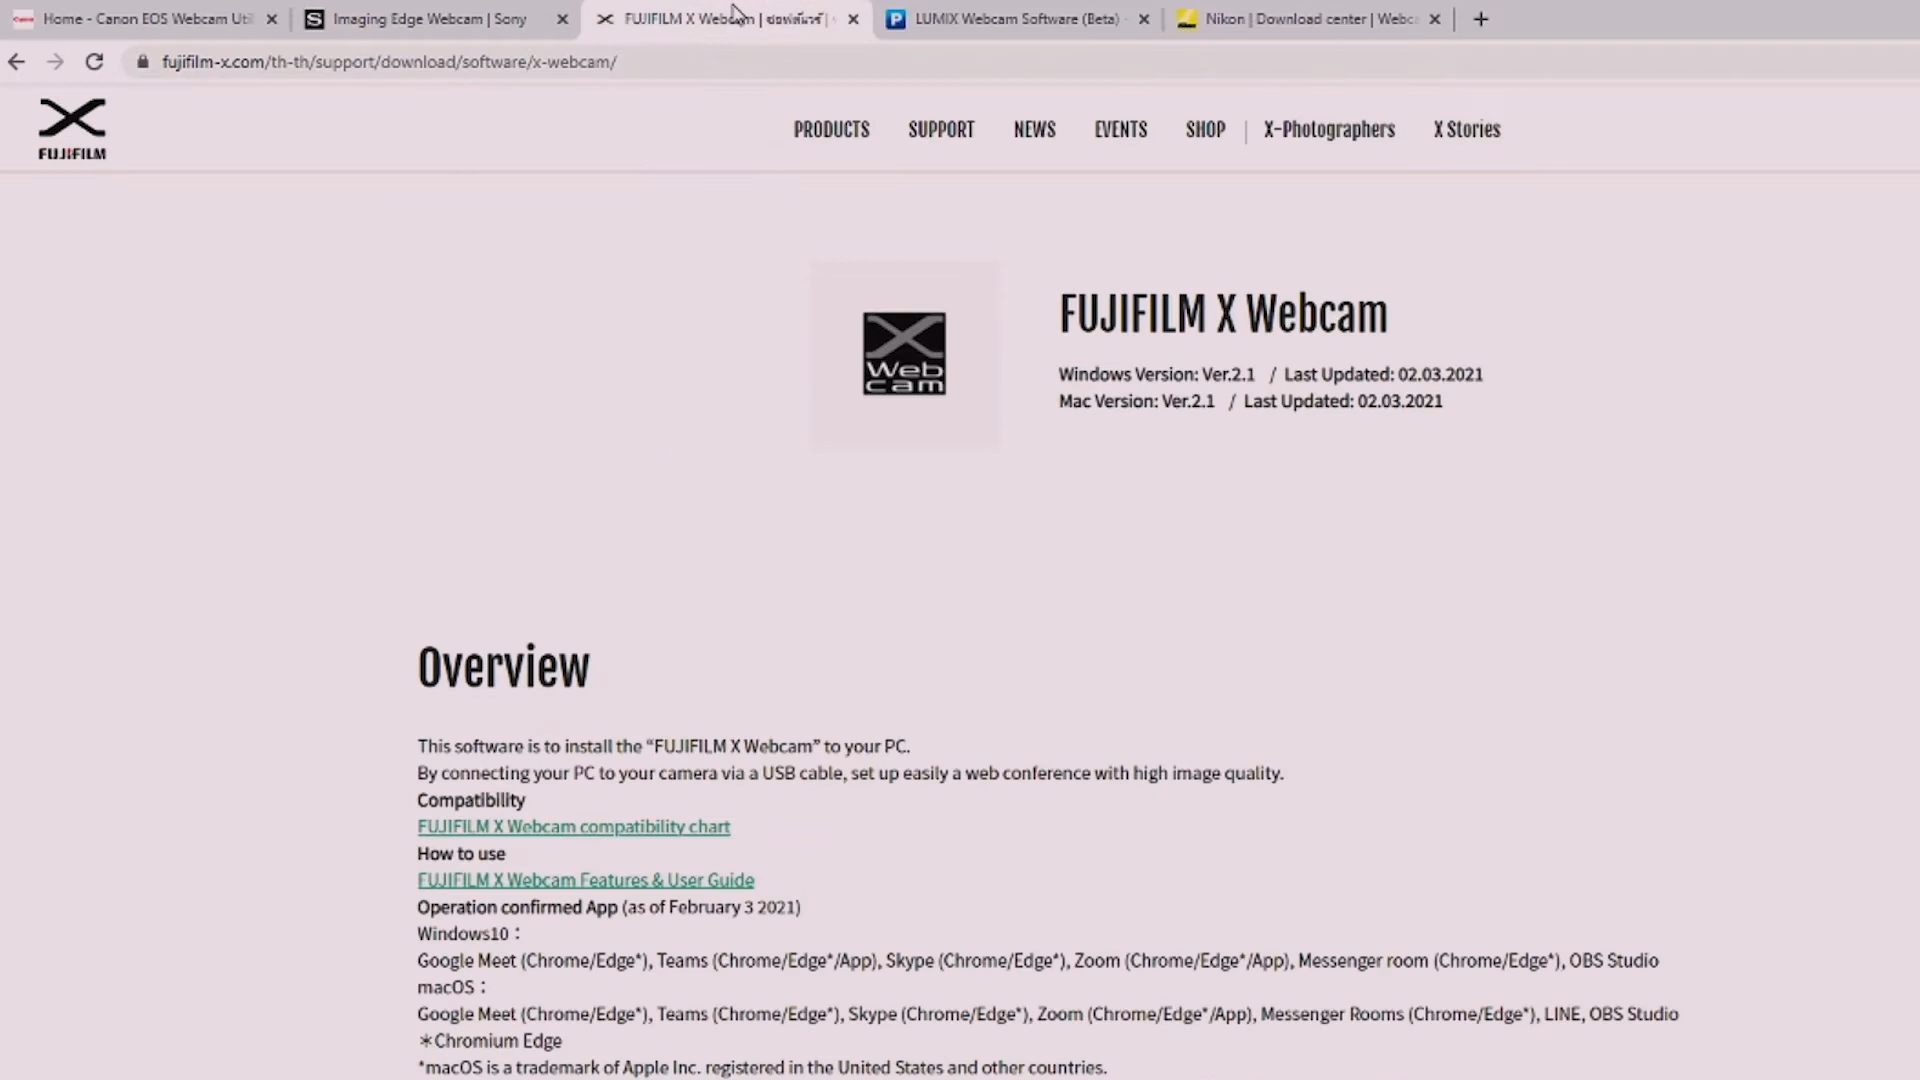 Home - Canon EOS Webcam Uti
Imaging Edge Webcam | Sony
FUJIFILM X Webcam | ซอฟต์แวร์ |
LUMIX Webcam Software (Beta) -
Nikon | Download center | Webca
fujifilm-x.com/th-th/support/download/software/x-webcam/
FUJIFILM
PRODUCTS SUPPORT NEWS EVENTS SHOP | X-Photographers X Stories
Web
cam
FUJIFILM X Webcam
Windows Version: Ver.2.1 / Last Updated: 02.03.2021
Mac Version: Ver.2.1 / Last Updated: 02.03.2021
Overview
This software is to install the “FUJIFILM X Webcam” to your PC.
By connecting your PC to your camera via a USB cable, set up easily a web conference with high image quality.
Compatibility
FUJIFILM X Webcam compatibility chart
How to use
FUJIFILM X Webcam Features & User Guide
Operation confirmed App (as of February 3 2021)
Windows10：
Google Meet (Chrome/Edge*), Teams (Chrome/Edge*/App), Skype (Chrome/Edge*), Zoom (Chrome/Edge*/App), Messenger room (Chrome/Edge*), OBS Studio
macOS：
Google Meet (Chrome/Edge*), Teams (Chrome/Edge*), Skype (Chrome/Edge*), Zoom (Chrome/Edge*/App), Messenger Rooms (Chrome/Edge*), LINE, OBS Studio
＊Chromium Edge
*macOS is a trademark of Apple Inc. registered in the United States and other countries.